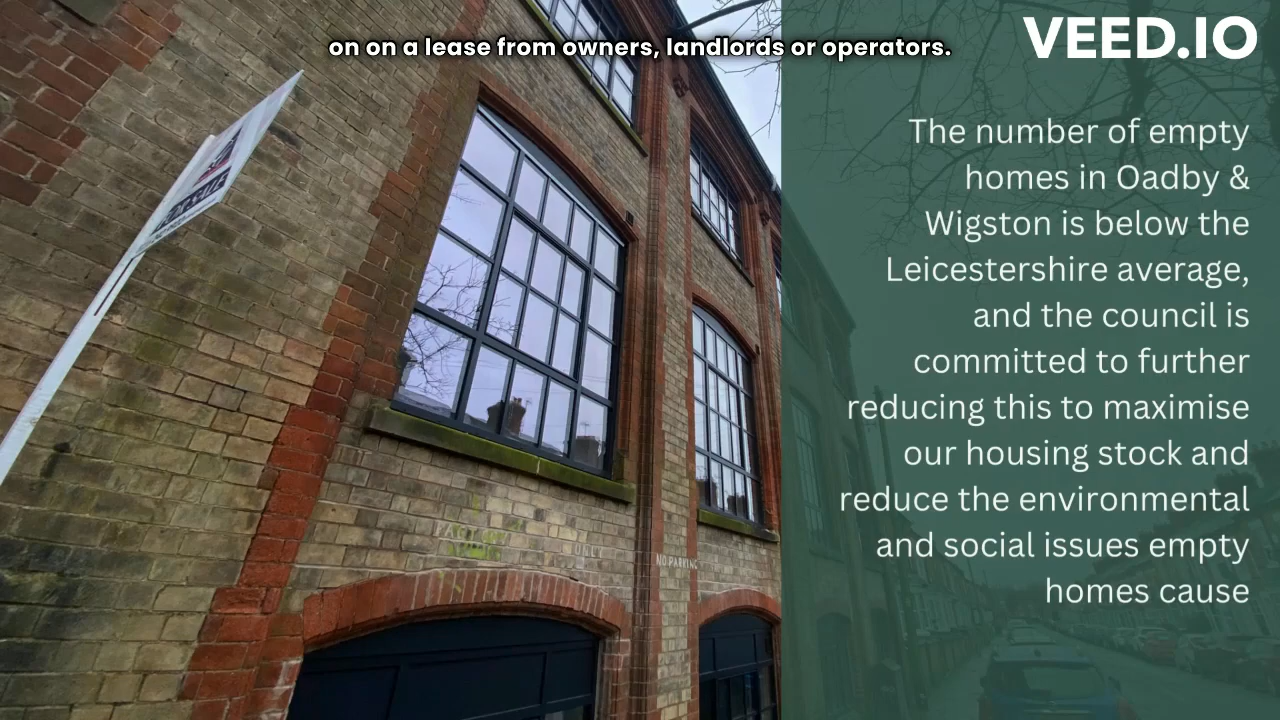 on on a lease from owners, landlords or operators.
VEED.IO
The number of empty
homes in Oadby &
Wigston is below the
Leicestershire average,
and the council is
committed to further
reducing this to maximise
our housing stock and
reduce the environmental
and social issues empty
homes cause
NO PARKING